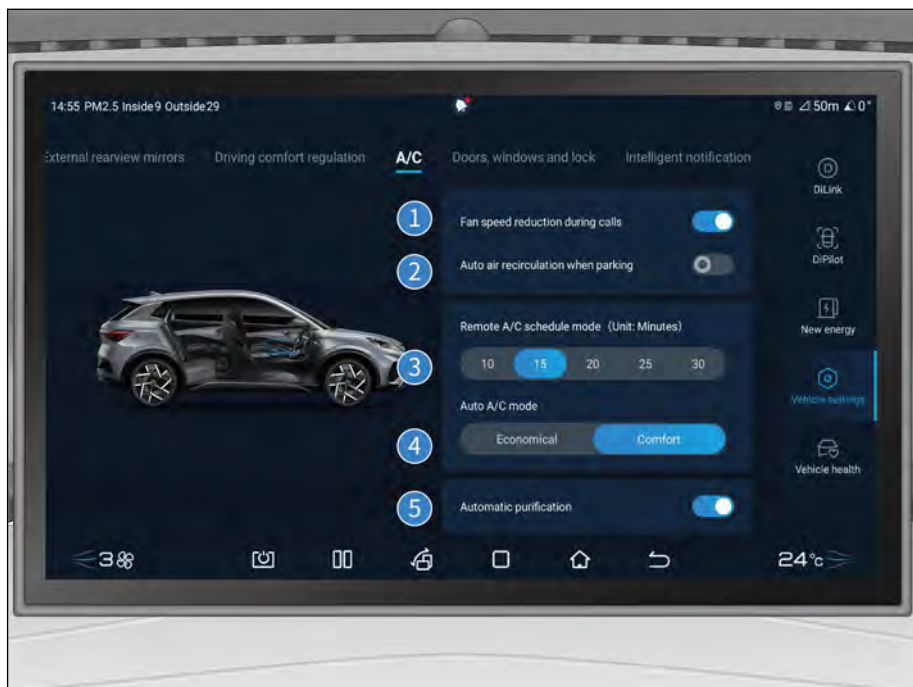 14:55 PM2.5 Inside9 Outside29
50m 0°
External rearview mirrors Driving comfort regulation A/C Doors, windows and lock Intelligent notification
D
DiLink
1 Fan speed reduction during calls
2 Auto air recirculation when parking
DiPilot
Remote A/C schedule mode (Unit: Minutes)
New energy
3 10 15 20 25 30
Vehicle settings
Auto A/C mode
4 Economical Comfort
Vehicle health
5 Automatic purification
3 24°c